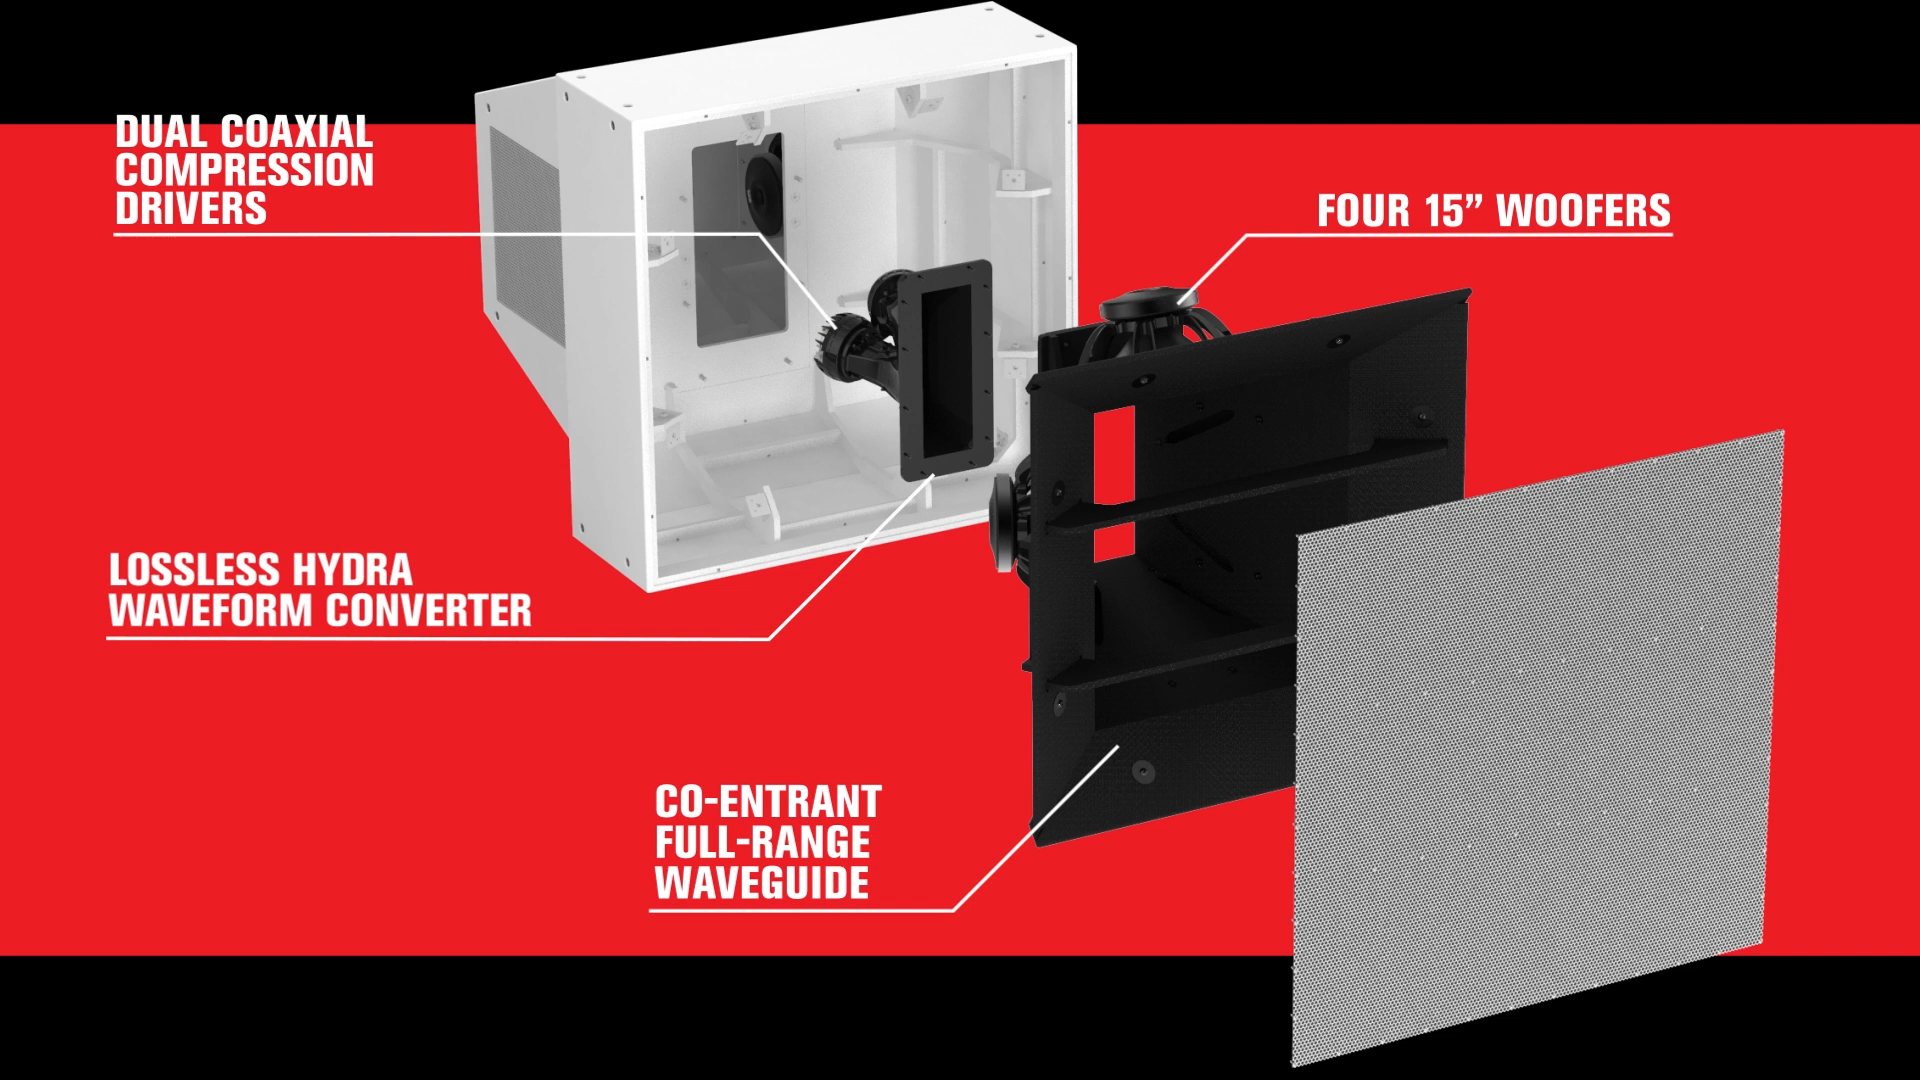 DUAL COAXIAL
COMPRESSION
DRIVERS
FOUR 15” WOOFERS
LOSSLESS HYDRA
WAVEFORM CONVERTER
CO-ENTRANT
FULL-RANGE
WAVEGUIDE